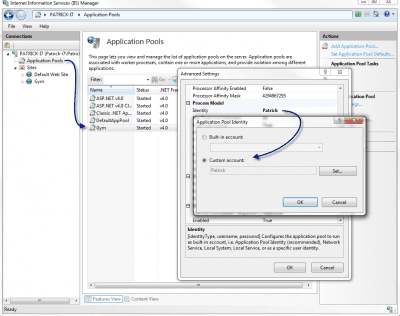 Internet Information Services (IIS) Manager
PATRICK-I7 ▸ Application Pools
File View Help
Connections
PATRICK-I7 (Patrick-I7\Patrick)
Application Pools
Sites
Default Web Site
Gym
Application Pools
This page lets you view and manage the list of application pools on the server. Application pools are
associated with worker processes, contain one or more applications, and provide isolation among different
applications.
Filter:
Go
Name Status .NET Fram
ASP.NET v4.0 Started v4.0
ASP.NET v4.0 Cl... Started v4.0
Classic .NET Ap... Started v4.0
DefaultAppPool Started v4.0
Gym Started v4.0
Features View Content View
Ready
Actions
Add Application Pool...
Set Application Pool Defaults...
Application Pool Tasks
Advanced Settings
Processor Affinity Enabled False
Processor Affinity Mask 4294967295
Process Model
Identity Patrick
Application Pool Identity
Built-in account:
Custom account:
Patrick
Set...
OK Cancel
Enabled True
Identity
[identityType, username, password] Configures the application pool to run
as built-in account, i.e. Application Pool Identity (recommended), Network
Service, Local System, Local Service, or as a specific user identity.
OK Cancel